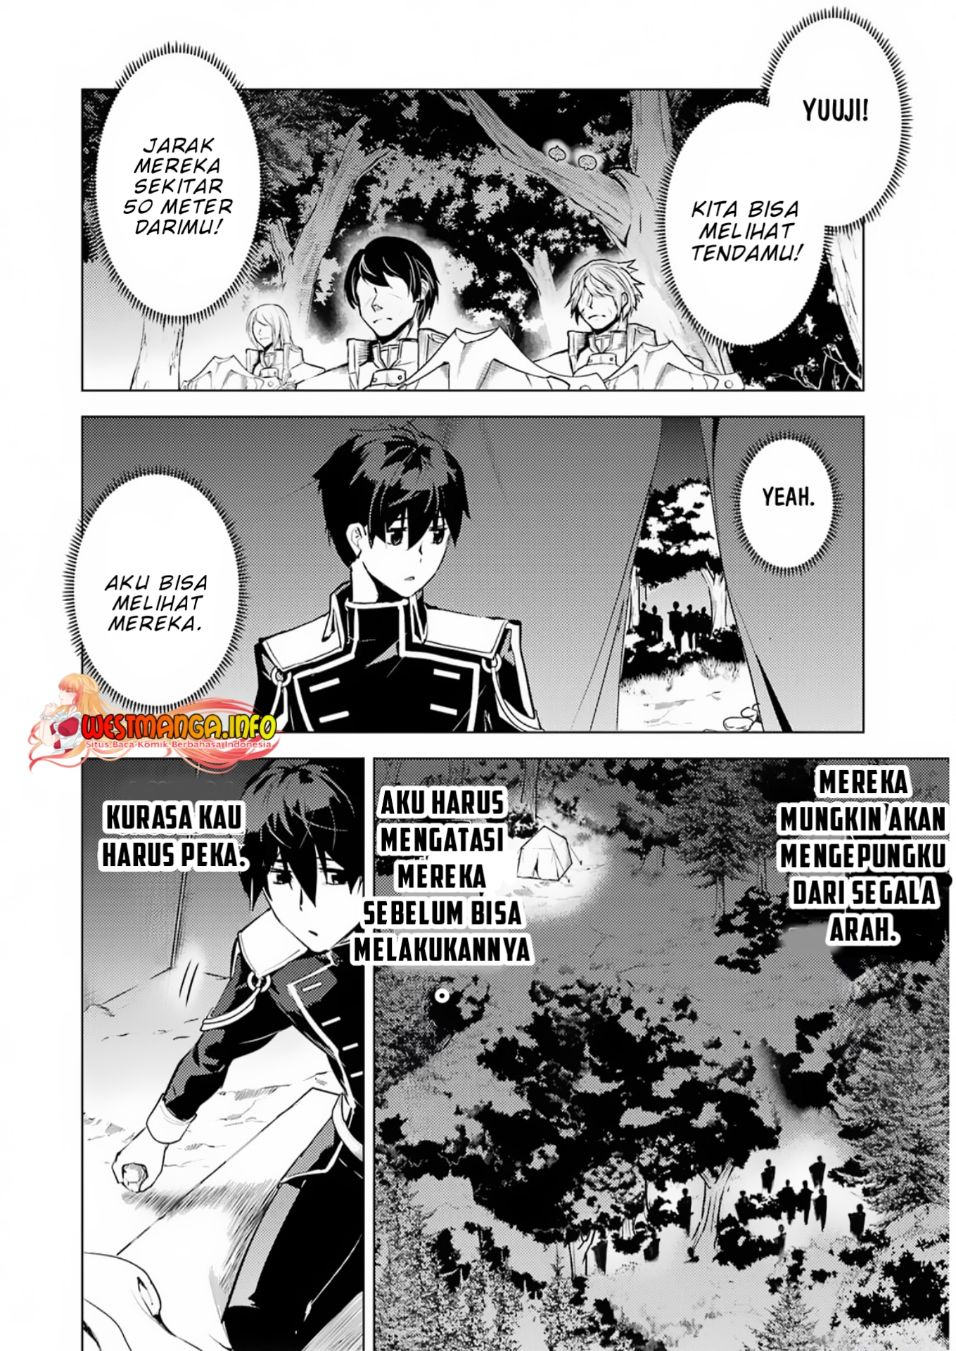 YUUJI!
KITA BISA
MELIHAT
TENDAMU!
JARAK
MEREKA
SEKITAR
50 METER
DARIMU!
YEAH.
AKU BISA
MELIHAT
MEREKA.
WESTMANGA.INFO
Situs Baca Komik Berbahasa Indonesia
MEREKA
MUNGKIN AKAN
MENGEPUNGKU
DARI SEGALA
ARAH.
AKU HARUS
MENGATASI
MEREKA
SEBELUM BISA
MELAKUKANNYA
KURASA KAU
HARUS PEKA.